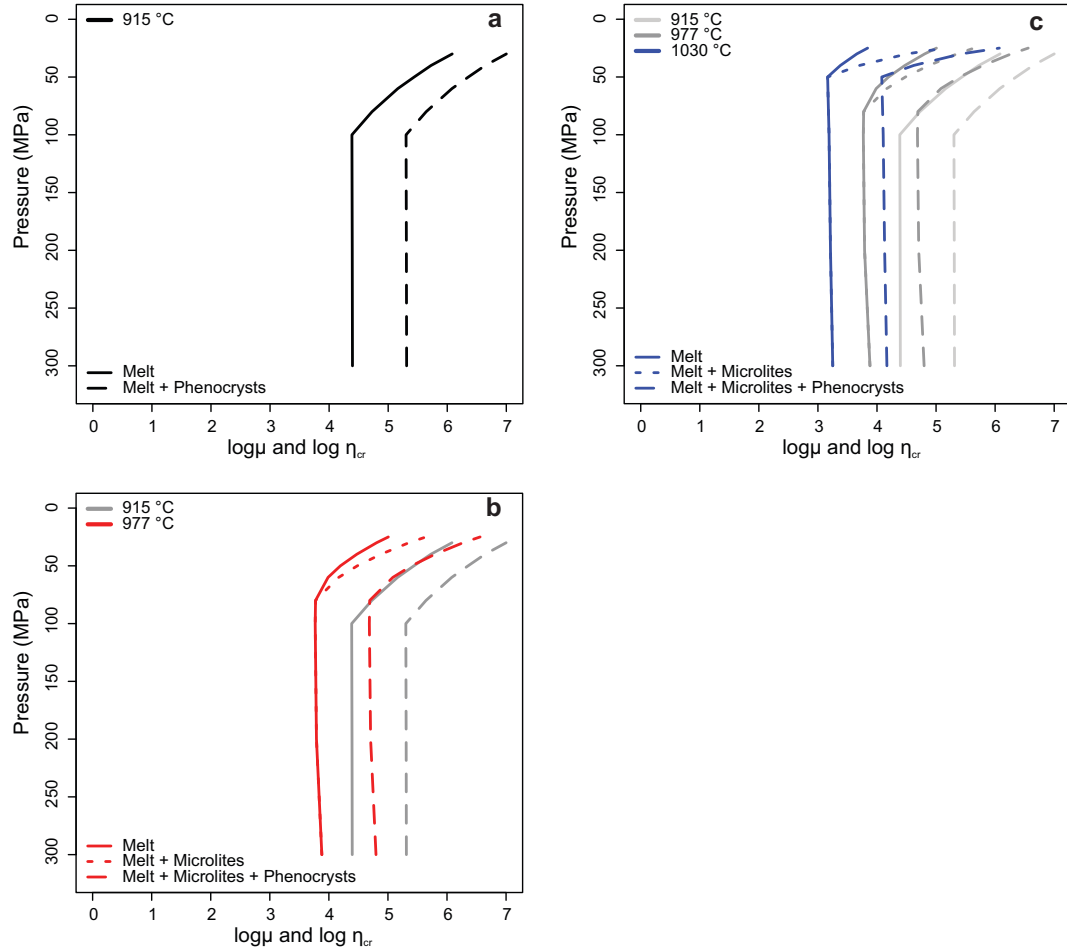 915 °C
a
0
50
100
150
200
250
300
Pressure (MPa)
Melt
Melt + Phenocrysts
0 1 2 3 4 5 6 7
logμ and log ηcr
915 °C
977 °C
1030 °C
c
0
50
100
150
200
250
300
Pressure (MPa)
Melt
Melt + Microlites
Melt + Microlites + Phenocrysts
0 1 2 3 4 5 6 7
logμ and log ηcr
915 °C
977 °C
b
0
50
100
150
200
250
300
Pressure (MPa)
Melt
Melt + Microlites
Melt + Microlites + Phenocrysts
0 1 2 3 4 5 6 7
logμ and log ηcr